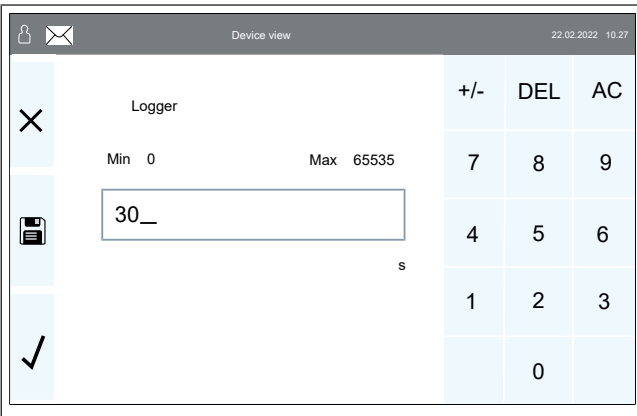 Device view 22.02.2022 10.27
Logger
Min 0 Max 65535
30_
s
+/- DEL AC
7 8 9
4 5 6
1 2 3
0